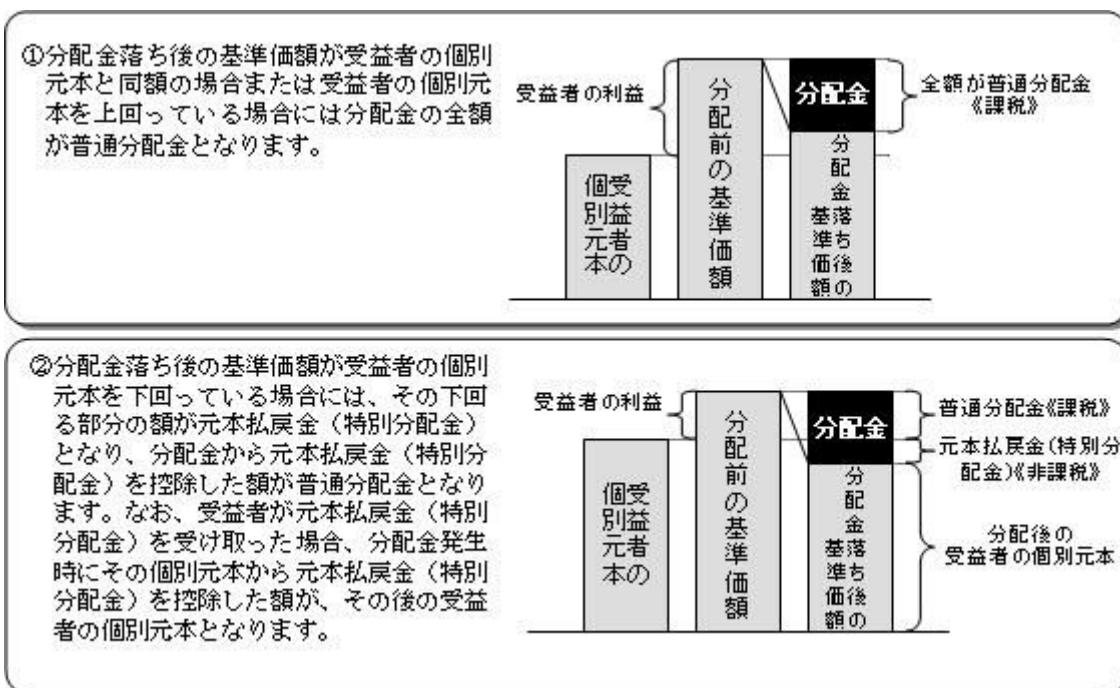 ①分配金落ち後の基準価額が受益者の個別
元本と同額の場合または受益者の個別元
本を上回っている場合には分配金の全額
が普通分配金となります。
受益者の利益
受益者の
個別元本
分配前の基準価額
分配金
分配金落ち後の
基準価額
全額が普通分配金
《課税》
②分配金落ち後の基準価額が受益者の個別
元本を下回っている場合には、その下回
る部分の額が元本払戻金（特別分配金）
となり、分配金から元本払戻金（特別分
配金）を控除した額が普通分配金となり
ます。なお、受益者が元本払戻金（特別
分配金）を受け取った場合、分配金発生
時にその個別元本から元本払戻金（特別
分配金）を控除した額が、その後の受益
者の個別元本となります。
受益者の利益
受益者の
個別元本
分配前の基準価額
分配金
分配金落ち後の
基準価額
普通分配金《課税》
元本払戻金(特別分
配金)《非課税》
分配後の
受益者の個別元本